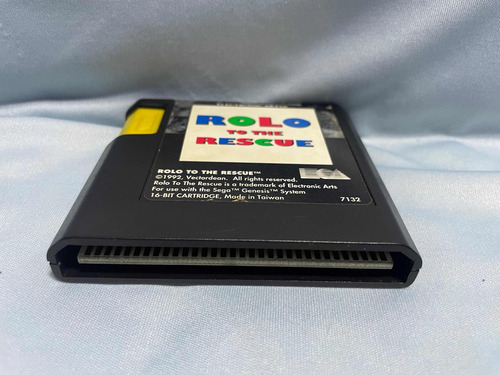 ROLO
TO THE
RESCUE
ROLO TO THE RESCUE™
©1992, Vectordean. All rights reserved.
Rolo To The Rescue is a trademark of Electronic Arts
For use with the Sega™ Genesis™ System
16-BIT CARTRIDGE, Made in Taiwan
7132